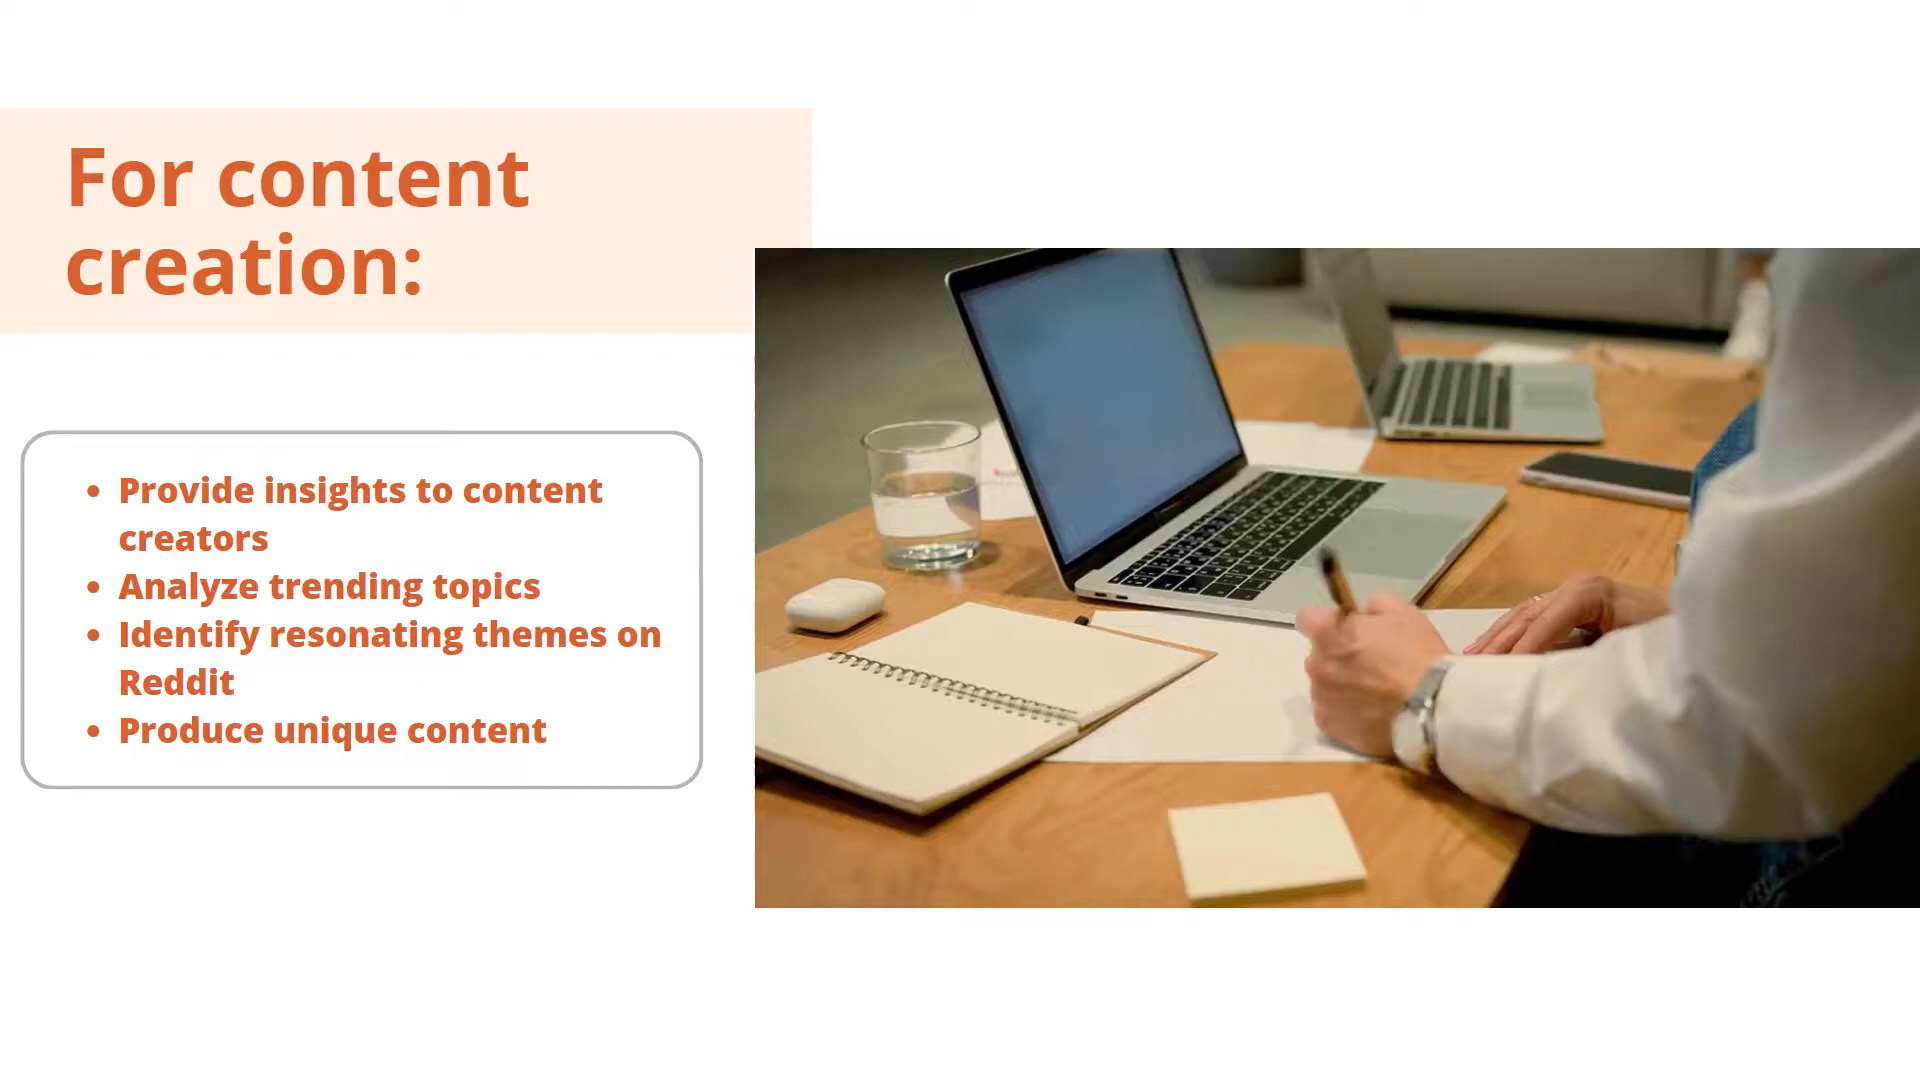 For content
creation:
• Provide insights to content
creators
• Analyze trending topics
• Identify resonating themes on
Reddit
• Produce unique content